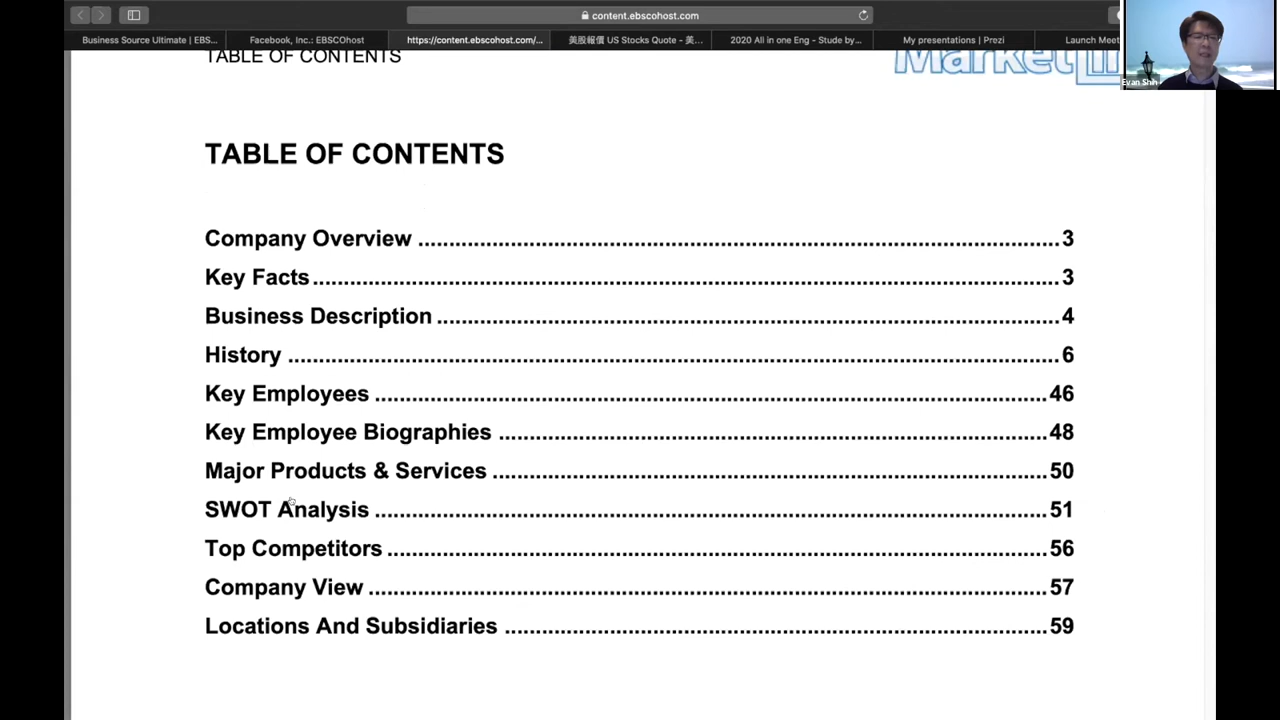 content.ebscohost.com
Business Source Ultimate | EBS...
Facebook, Inc.: EBSCOhost
https://content.ebscohost.com/...
美股報價 US Stocks Quote - 美...
2020 All in one Eng - Stude by...
My presentations | Prezi
Launch Meet
Evan Shih
TABLE OF CONTENTS
MarketLin
TABLE OF CONTENTS
Company Overview ........................................................................................................... 3
Key Facts ............................................................................................................................ 3
Business Description ........................................................................................................ 4
History ................................................................................................................................ 6
Key Employees ................................................................................................................. 46
Key Employee Biographies ............................................................................................. 48
Major Products & Services .............................................................................................. 50
SWOT Analysis ................................................................................................................. 51
Top Competitors ............................................................................................................... 56
Company View .................................................................................................................. 57
Locations And Subsidiaries ............................................................................................ 59